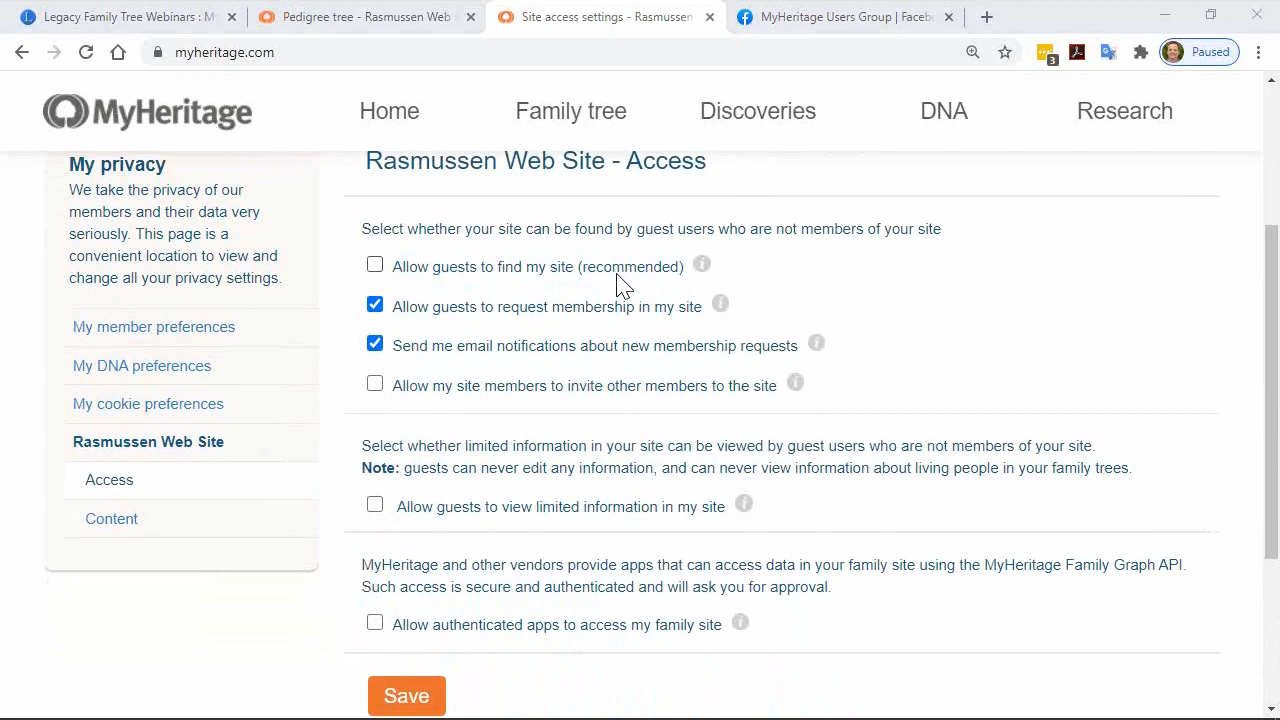 Legacy Family Tree Webinars : M
Pedigree tree - Rasmussen Web
Site access settings - Rasmussen
MyHeritage Users Group | Faceb
myheritage.com
3
Paused
MyHeritage
Home
Family tree
Discoveries
DNA
Research
My privacy
We take the privacy of our
members and their data very
seriously. This page is a
convenient location to view and
change all your privacy settings.
My member preferences
My DNA preferences
My cookie preferences
Rasmussen Web Site
Access
Content
Rasmussen Web Site - Access
Select whether your site can be found by guest users who are not members of your site
Allow guests to find my site (recommended)
Allow guests to request membership in my site
Send me email notifications about new membership requests
Allow my site members to invite other members to the site
Select whether limited information in your site can be viewed by guest users who are not members of your site.
Note: guests can never edit any information, and can never view information about living people in your family trees.
Allow guests to view limited information in my site
MyHeritage and other vendors provide apps that can access data in your family site using the MyHeritage Family Graph API.
Such access is secure and authenticated and will ask you for approval.
Allow authenticated apps to access my family site
Save